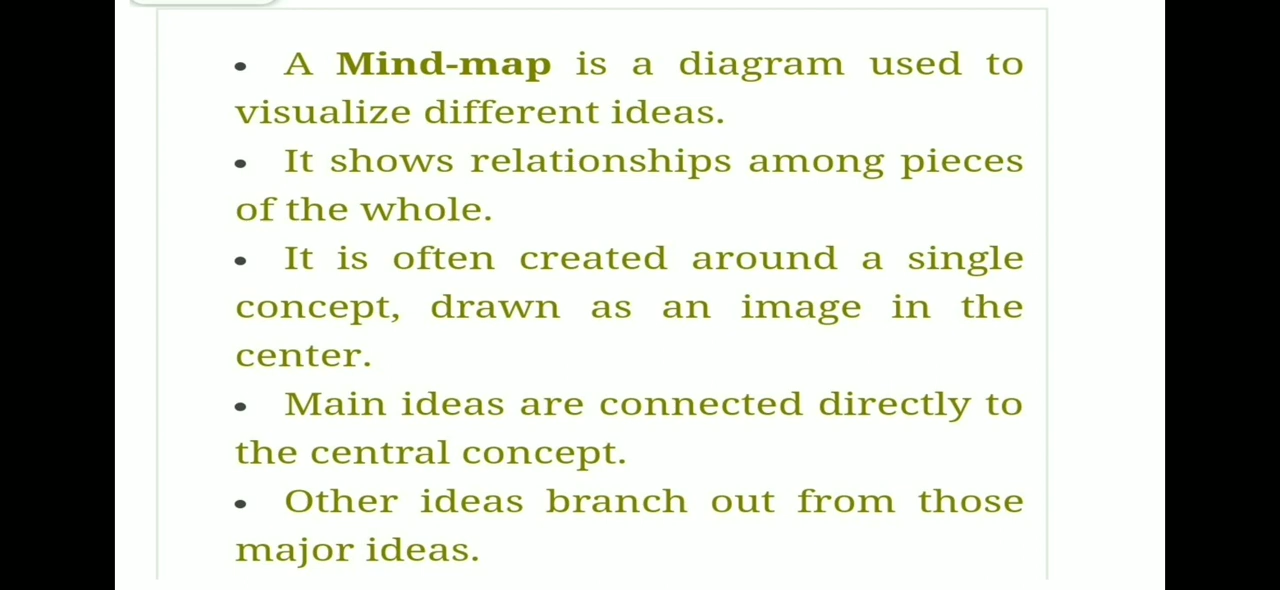 • A Mind-map is a diagram used to
visualize different ideas.
• It shows relationships among pieces
of the whole.
• It is often created around a single
concept, drawn as an image in the
center.
• Main ideas are connected directly to
the central concept.
• Other ideas branch out from those
major ideas.